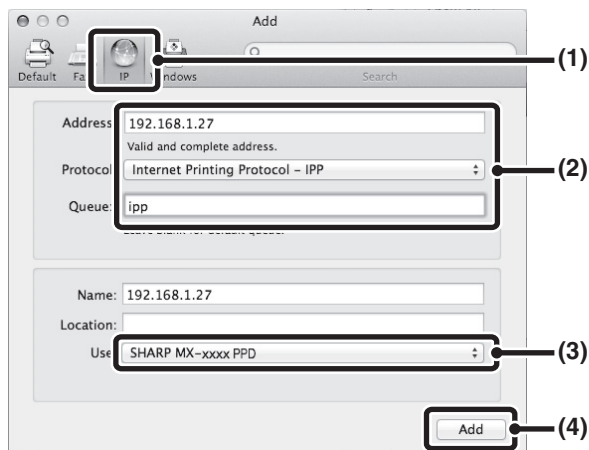 Add
(1)
Default Fa IP Windows Search
Address 192.168.1.27
Valid and complete address.
(2)
Protocol Internet Printing Protocol – IPP
Queue: ipp
Leave blank for default queue.
Name: 192.168.1.27
Location:
Use SHARP MX-xxxx PPD
(3)
Add
(4)